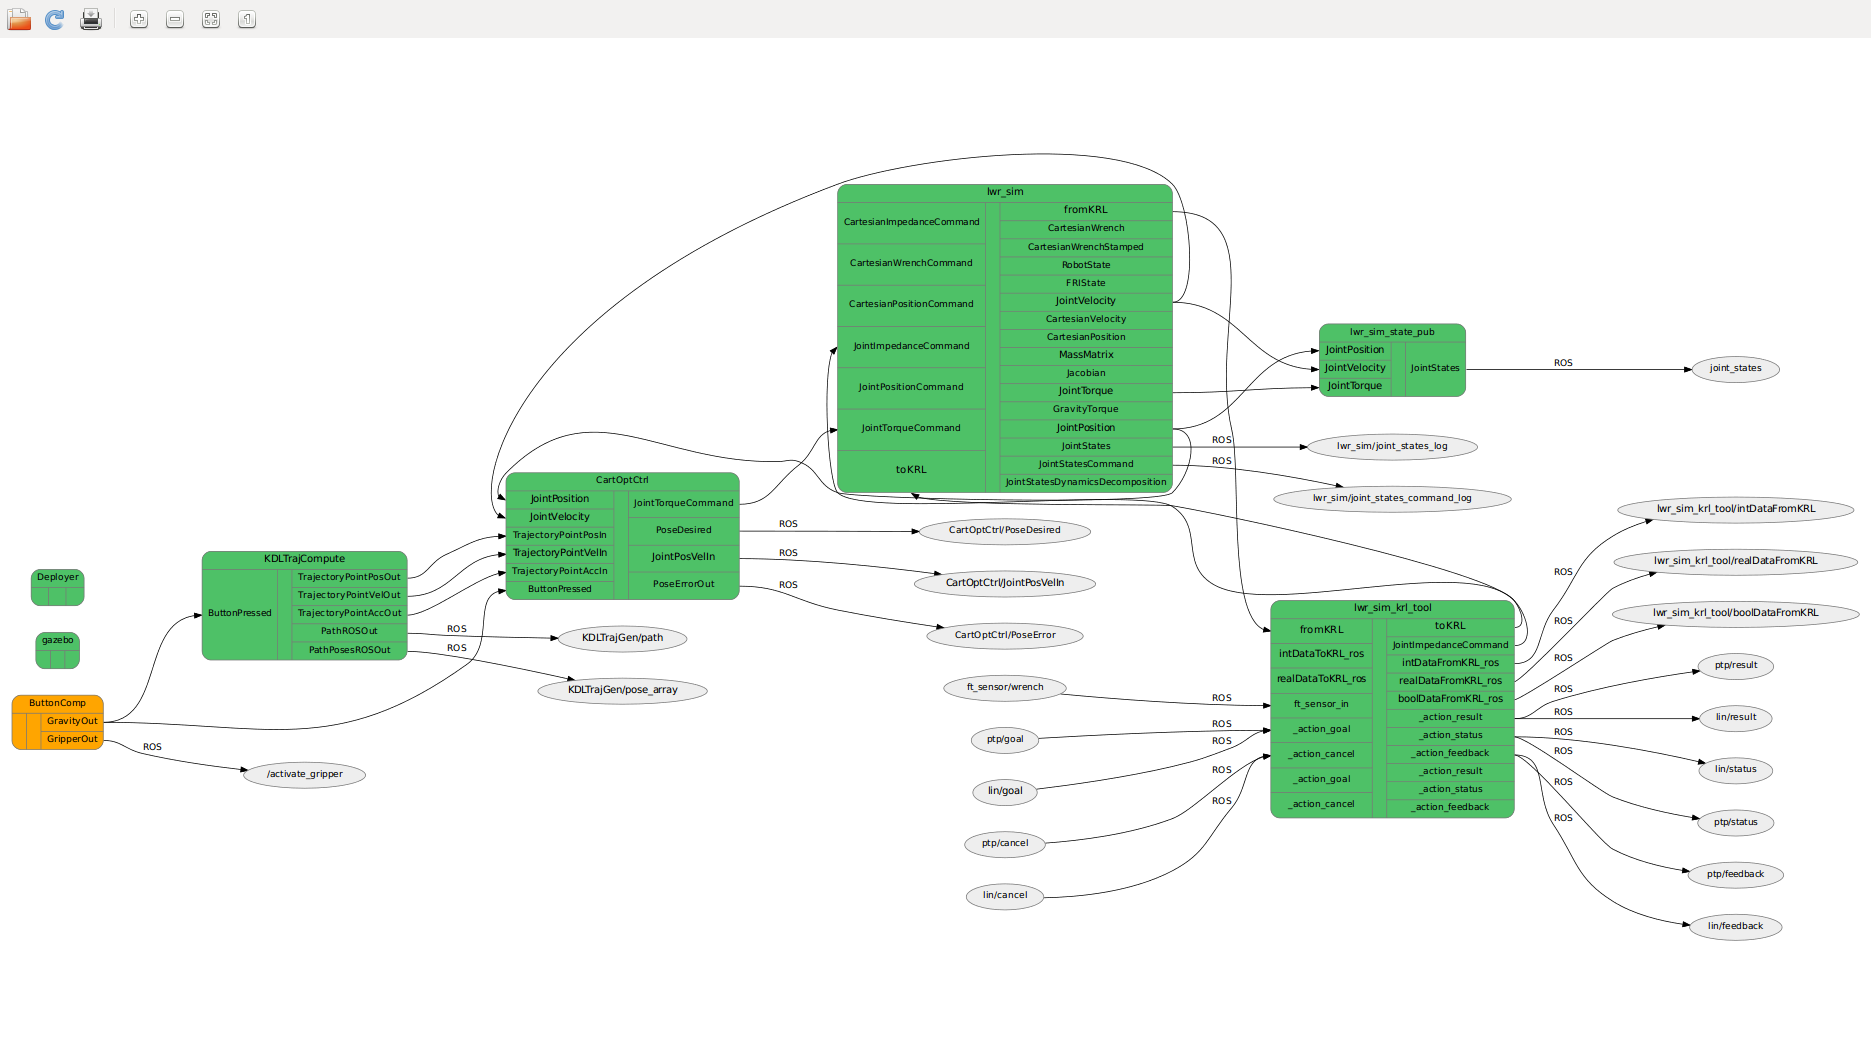 1
lwr_sim
CartesianImpedanceCommand
CartesianWrenchCommand
CartesianPositionCommand
JointImpedanceCommand
JointPositionCommand
JointTorqueCommand
toKRL
fromKRL
CartesianWrench
CartesianWrenchStamped
RobotState
FRIState
JointVelocity
CartesianVelocity
CartesianPosition
MassMatrix
Jacobian
JointTorque
GravityTorque
JointPosition
JointStates
JointStatesCommand
JointStatesDynamicsDecomposition
lwr_sim_state_pub
JointPosition
JointVelocity
JointTorque
JointStates
ROS
joint_states
ROS
lwr_sim/joint_states_log
ROS
lwr_sim/joint_states_command_log
CartOptCtrl
JointPosition
JointVelocity
TrajectoryPointPosIn
TrajectoryPointVelIn
TrajectoryPointAccIn
ButtonPressed
JointTorqueCommand
PoseDesired
JointPosVelIn
PoseErrorOut
ROS
CartOptCtrl/PoseDesired
ROS
CartOptCtrl/JointPosVelIn
ROS
CartOptCtrl/PoseError
KDLTrajCompute
ButtonPressed
TrajectoryPointPosOut
TrajectoryPointVelOut
TrajectoryPointAccOut
PathROSOut
PathPosesROSOut
ROS
KDLTrajGen/path
ROS
KDLTrajGen/pose_array
Deployer
gazebo
ButtonComp
GravityOut
GripperOut
ROS
/activate_gripper
ft_sensor/wrench
ROS
ptp/goal
ROS
lin/goal
ROS
ptp/cancel
ROS
lin/cancel
ROS
lwr_sim_krl_tool
fromKRL
intDataToKRL_ros
realDataToKRL_ros
ft_sensor_in
_action_goal
_action_cancel
_action_goal
_action_cancel
toKRL
JointImpedanceCommand
intDataFromKRL_ros
realDataFromKRL_ros
boolDataFromKRL_ros
_action_result
_action_status
_action_feedback
_action_result
_action_status
_action_feedback
ROS
lwr_sim_krl_tool/intDataFromKRL
ROS
lwr_sim_krl_tool/realDataFromKRL
ROS
lwr_sim_krl_tool/boolDataFromKRL
ROS
ptp/result
ROS
lin/result
ROS
lin/status
ROS
ptp/status
ROS
ptp/feedback
ROS
lin/feedback